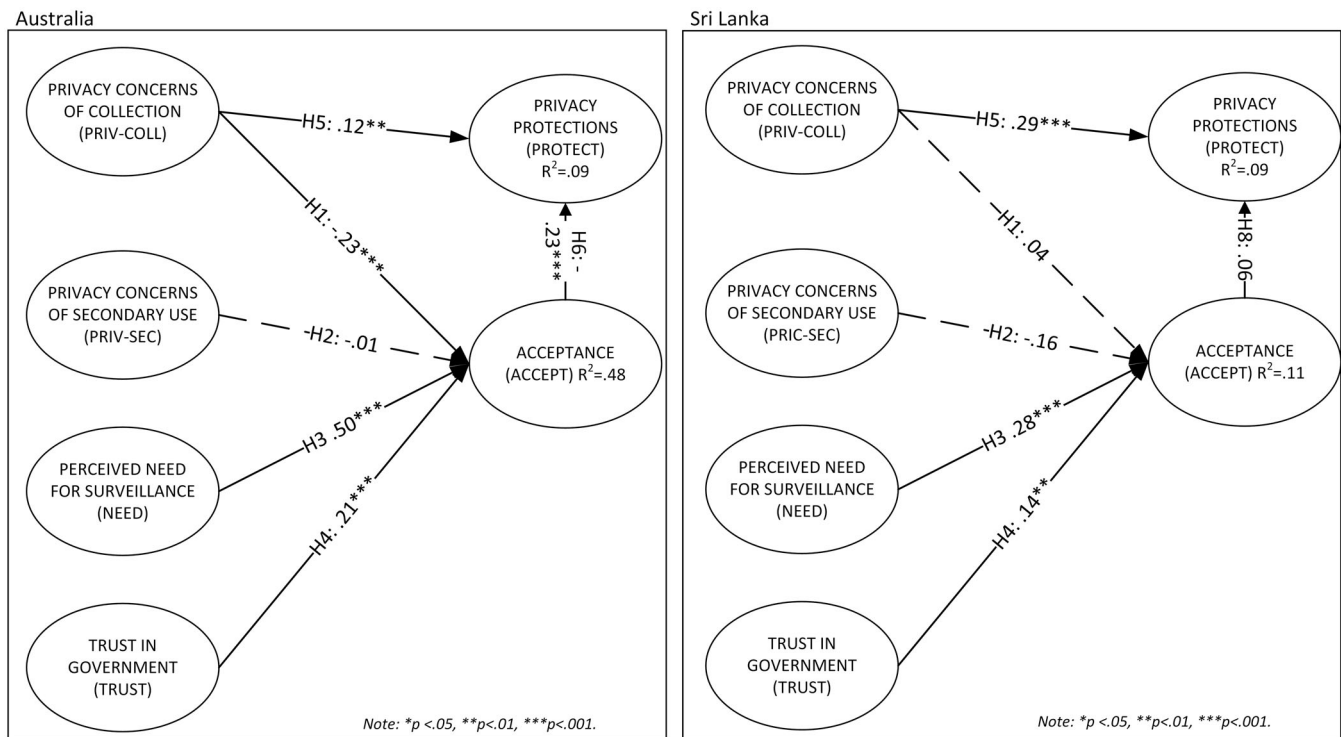 Australia
PRIVACY CONCERNS
OF COLLECTION
(PRIV-COLL)
PRIVACY
PROTECTIONS
(PROTECT)
R²=.09
H5: .12**
H1: -.23***
H6: -
.23***
PRIVACY CONCERNS
OF SECONDARY USE
(PRIV-SEC)
H2: -.01
ACCEPTANCE
(ACCEPT) R²=.48
H3 .50***
PERCEIVED NEED
FOR SURVEILLANCE
(NEED)
H4: .21***
TRUST IN
GOVERNMENT
(TRUST)
Note: *p <.05, **p<.01, ***p<.001.
Sri Lanka
PRIVACY CONCERNS
OF COLLECTION
(PRIV-COLL)
PRIVACY
PROTECTIONS
(PROTECT)
R²=.09
H5: .29***
H1: .04
H8: .06
PRIVACY CONCERNS
OF SECONDARY USE
(PRIC-SEC)
H2: -.16
ACCEPTANCE
(ACCEPT) R²=.11
H3 .28***
PERCEIVED NEED
FOR SURVEILLANCE
(NEED)
H4: .14**
TRUST IN
GOVERNMENT
(TRUST)
Note: *p <.05, **p<.01, ***p<.001.